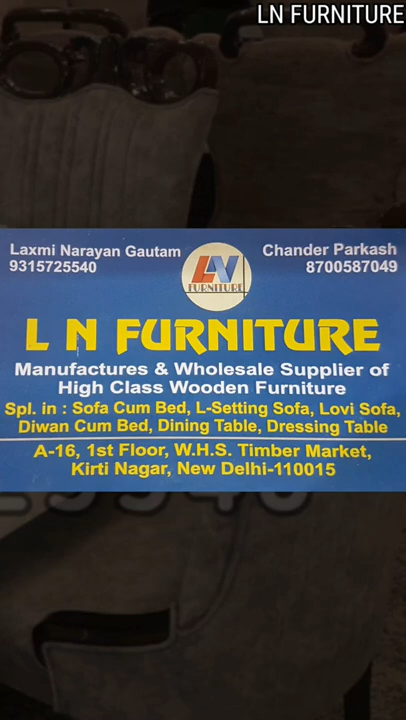 LN FURNITURE
Laxmi Narayan Gautam
9315725540
LN
FURNITURE
Chander Parkash
8700587049
L N FURNITURE
Manufactures & Wholesale Supplier of
High Class Wooden Furniture
Spl. in : Sofa Cum Bed, L-Setting Sofa, Lovi Sofa,
Diwan Cum Bed, Dining Table, Dressing Table
A-16, 1st Floor, W.H.S. Timber Market,
Kirti Nagar, New Delhi-110015